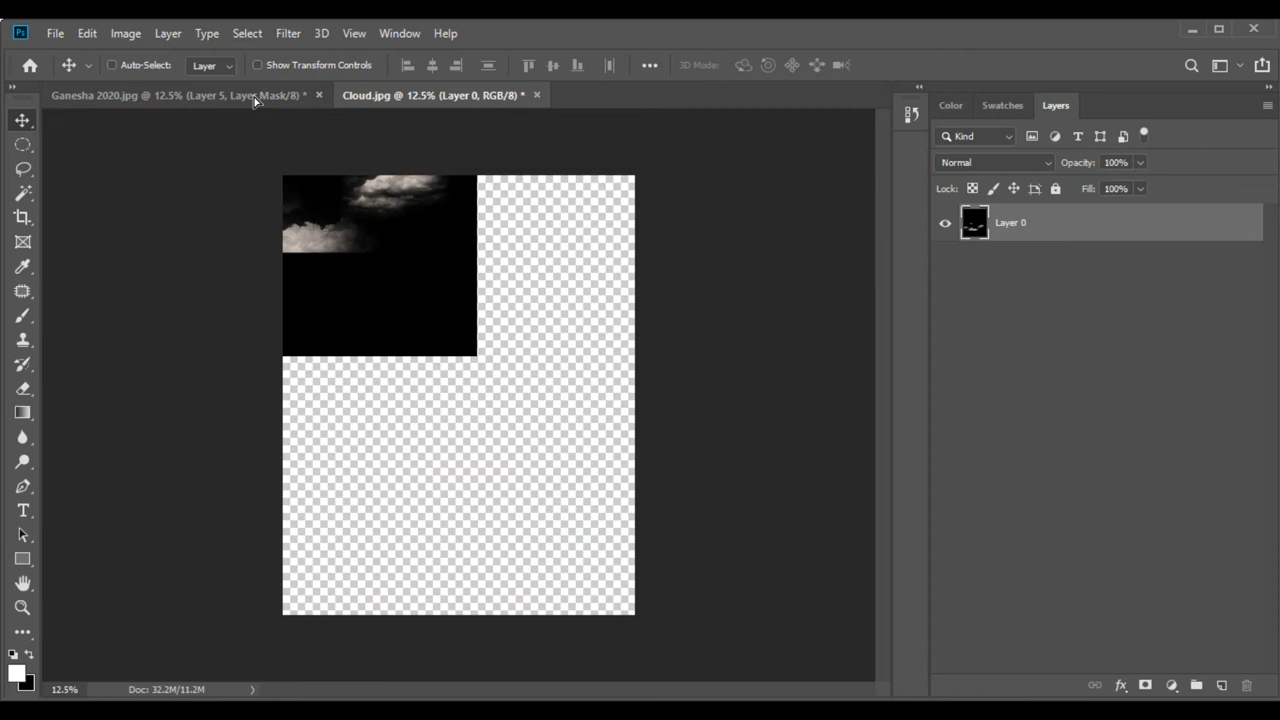 Ps File Edit Image Layer Type Select Filter 3D View Window Help
Auto-Select: Layer Show Transform Controls 3D Mode:
Ganesha 2020.jpg @ 12.5% (Layer 5, Layer Mask/8) * Cloud.jpg @ 12.5% (Layer 0, RGB/8) *
Color Swatches Layers
Kind
Normal Opacity: 100%
Lock: Fill: 100%
Layer 0
12.5% Doc: 32.2M/11.2M